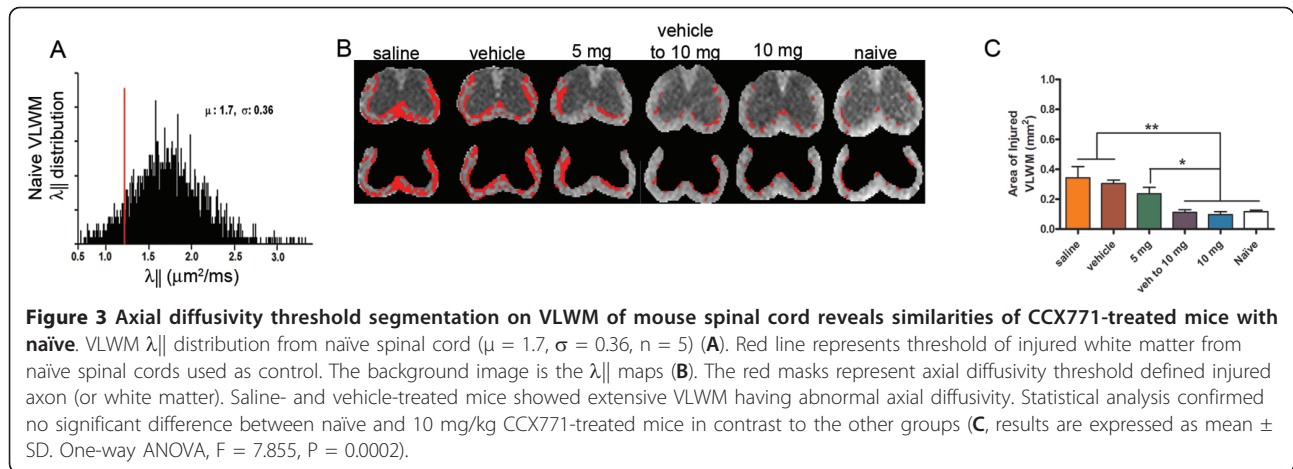 A
Naive VLWM
λ|| distribution
μ: 1.7, σ: 0.36
0.5 1.0 1.5 2.0 2.5 3.0
λ|| (μm²/ms)
B
saline vehicle 5 mg vehicle to 10 mg 10 mg naive
C
Area of Injured
VLWM (mm²)
1.0
0.8
0.6
0.4
0.2
0.0
**
*
saline vehicle 5 mg veh to 10 mg 10 mg Naïve
Figure 3 Axial diffusivity threshold segmentation on VLWM of mouse spinal cord reveals similarities of CCX771-treated mice with
naïve. VLWM λ|| distribution from naïve spinal cord (μ = 1.7, σ = 0.36, n = 5) (A). Red line represents threshold of injured white matter from
naïve spinal cords used as control. The background image is the λ|| maps (B). The red masks represent axial diffusivity threshold defined injured
axon (or white matter). Saline- and vehicle-treated mice showed extensive VLWM having abnormal axial diffusivity. Statistical analysis confirmed
no significant difference between naïve and 10 mg/kg CCX771-treated mice in contrast to the other groups (C, results are expressed as mean ±
SD. One-way ANOVA, F = 7.855, P = 0.0002).